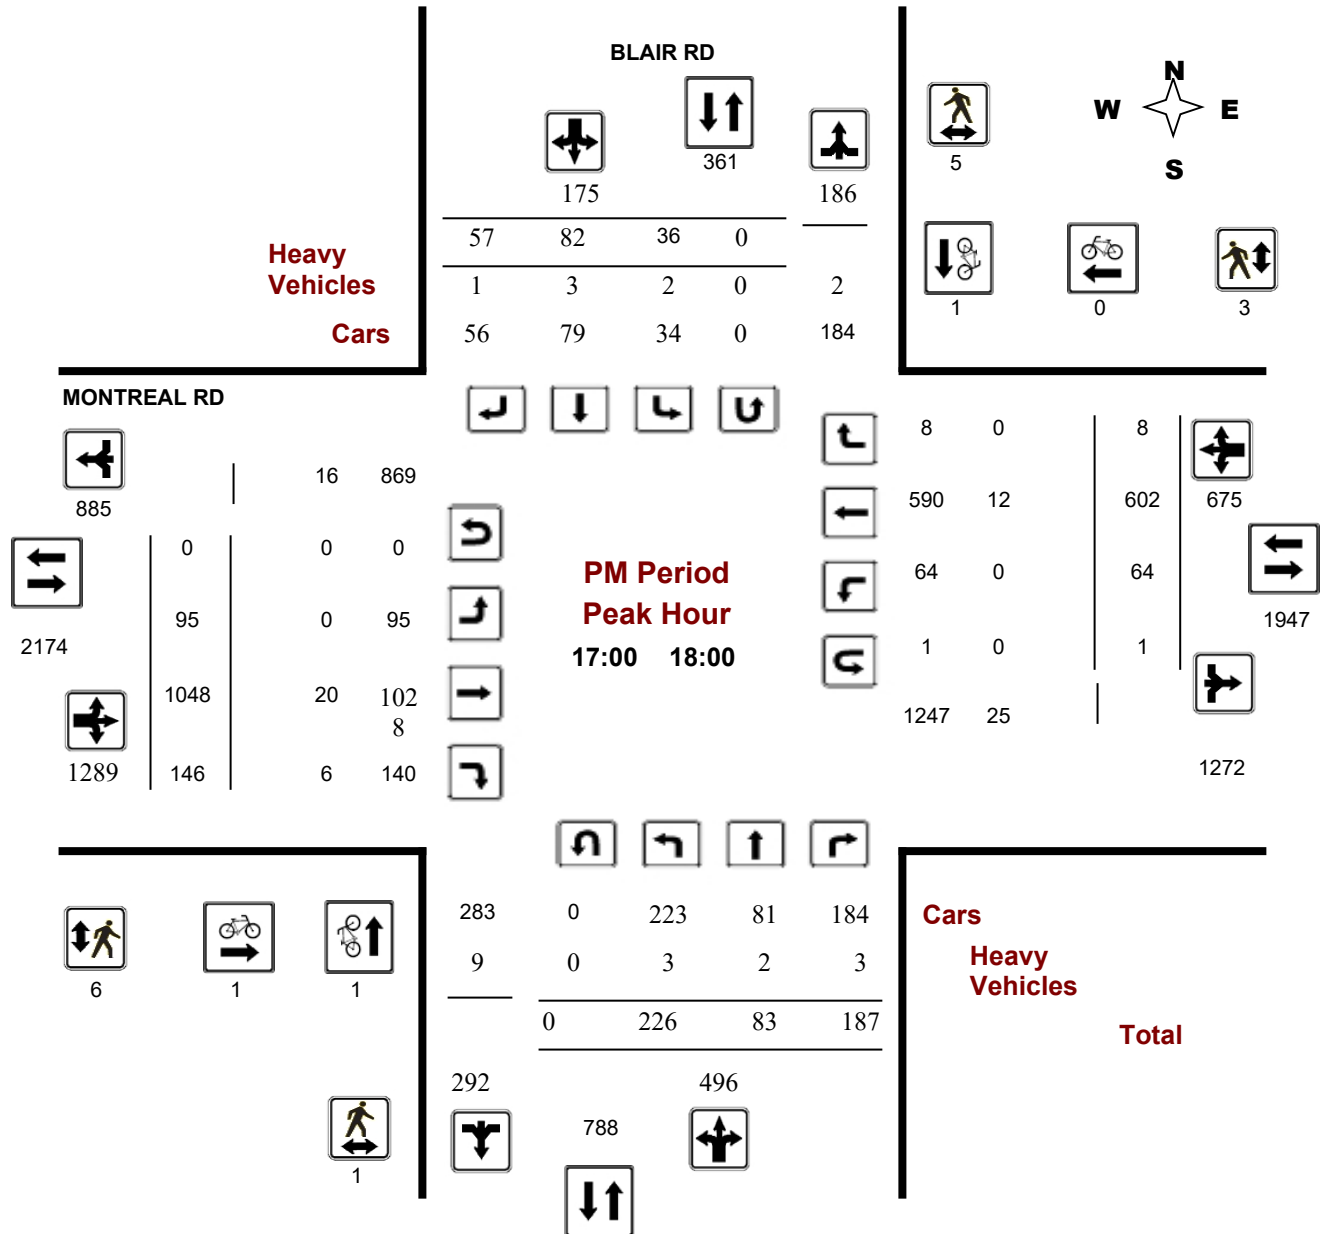 BLAIR RD
N
W E
S
361
5
175 186
57 82 36 0
Heavy
Vehicles
1 3 2 0 2
1 0 3
Cars
56 79 34 0 184
MONTREAL RD
8 0 8
16 869
885
590 12 602 675
0 0 0
PM Period
64 0 64
Peak Hour
95 0 95
1947
2174
17:00 18:00
1 0 1
1048 20 102
8
1247 25
1289 146 6 140
1272
283 0 223 81 184
Cars
9 0 3 2 3
Heavy
Vehicles
6 1 1
0 226 83 187
Total
292 496
788
1